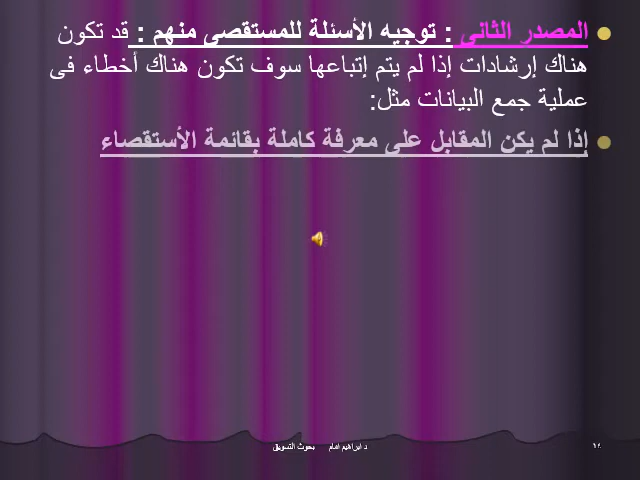 المصدر الثانى : توجيه الأسئلة للمستقصى منهم : قد تكون
هناك إرشادات إذا لم يتم إتباعها سوف تكون هناك أخطاء فى
عملية جمع البيانات مثل:
إذا لم يكن المقابل على معرفة كاملة بقائمة الأستقصاء
د ابراهيم امام بحوث التسويق